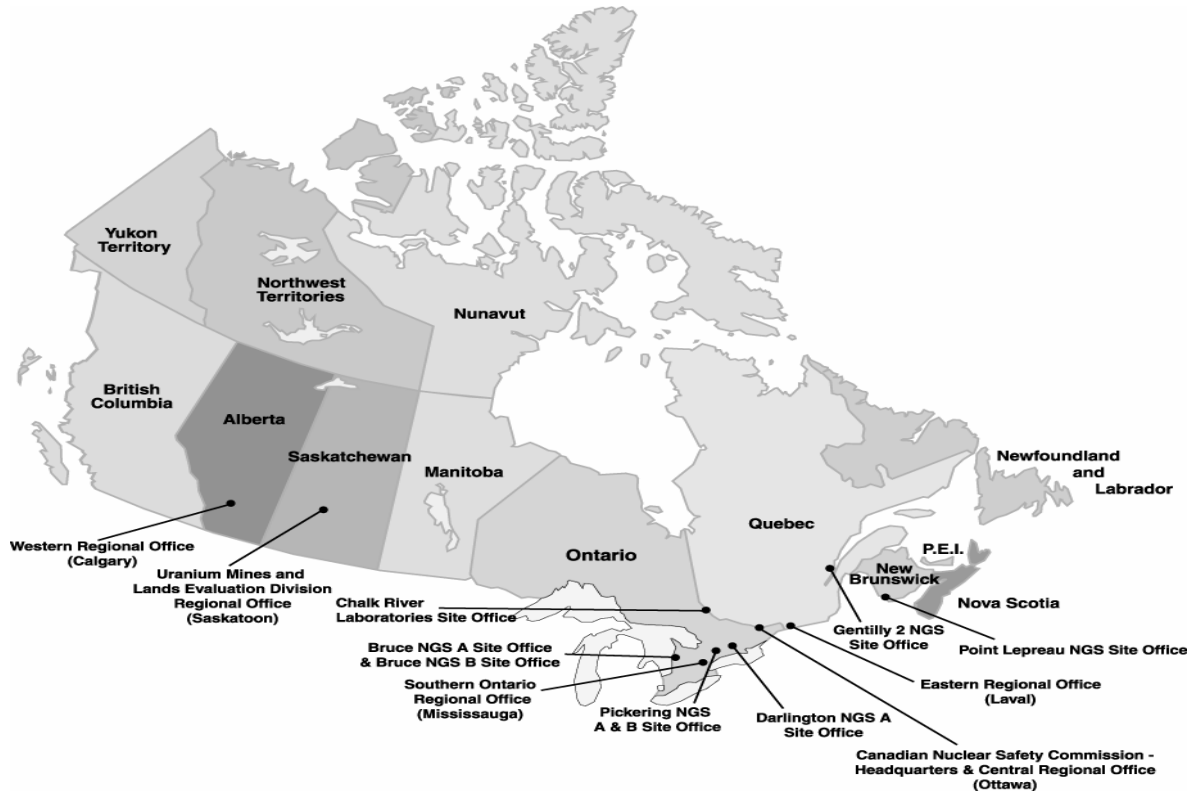 Yukon
Territory
Northwest
Territories
Nunavut
British
Columbia
Alberta
Saskatchewan
Manitoba
Newfoundland
and
Labrador
Quebec
Ontario
P.E.I.
New
Brunswick
Nova Scotia
Western Regional Office
(Calgary)
Uranium Mines and
Lands Evaluation Division
Regional Office
(Saskatoon)
Chalk River
Laboratories Site Office
Bruce NGS A Site Office
& Bruce NGS B Site Office
Southern Ontario
Regional Office
(Mississauga)
Pickering NGS
A & B Site Office
Darlington NGS A
Site Office
Gentilly 2 NGS
Site Office
Point Lepreau NGS Site Office
Eastern Regional Office
(Laval)
Canadian Nuclear Safety Commission -
Headquarters & Central Regional Office
(Ottawa)